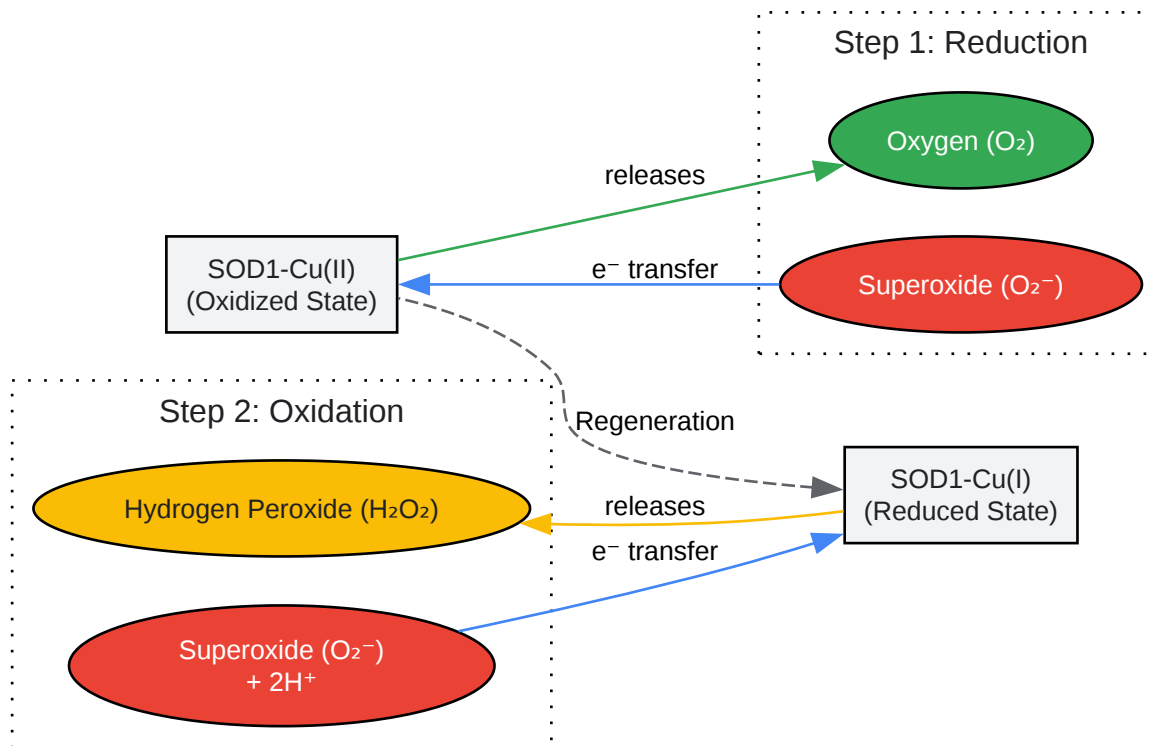 Step 1: Reduction
Oxygen (O₂)
releases
SOD1-Cu(II)
(Oxidized State)
e⁻ transfer
Superoxide (O₂⁻)
Step 2: Oxidation
Regeneration
Hydrogen Peroxide (H₂O₂)
releases
SOD1-Cu(I)
(Reduced State)
e⁻ transfer
Superoxide (O₂⁻)
+ 2H⁺